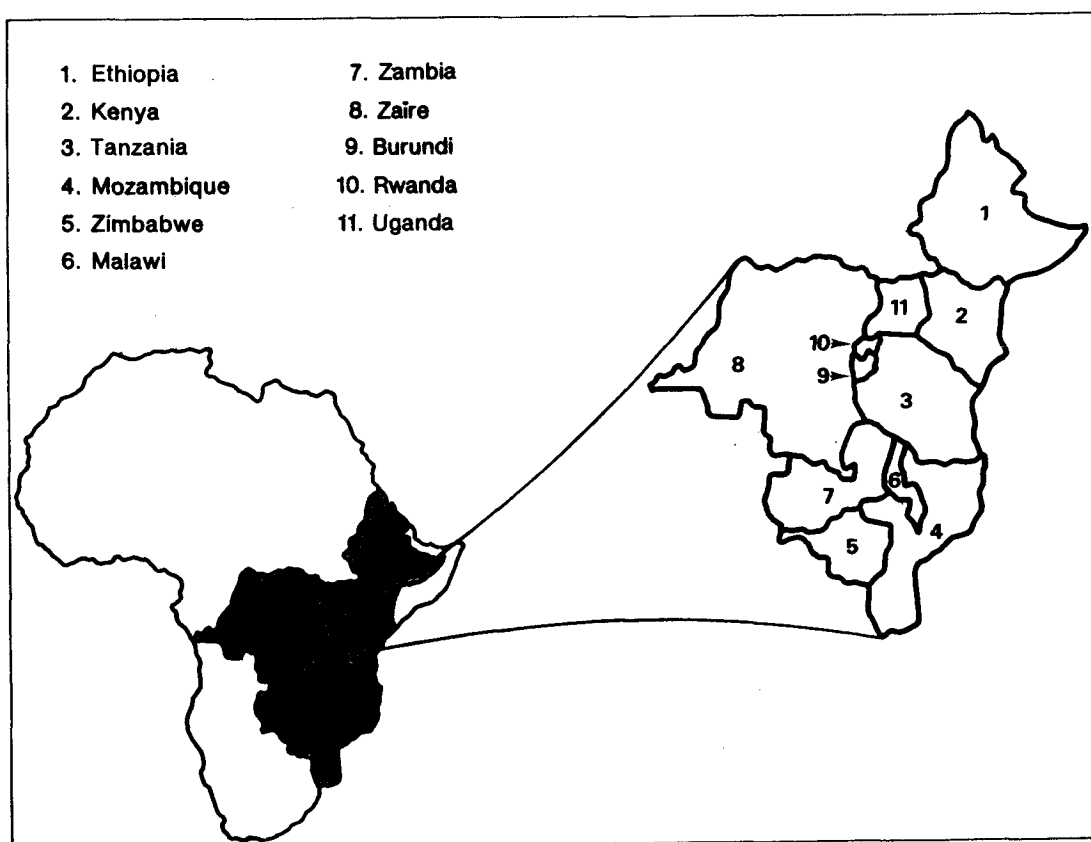 1. Ethiopia
2. Kenya
3. Tanzania
4. Mozambique
5. Zimbabwe
6. Malawi
7. Zambia
8. Zaïre
9. Burundi
10. Rwanda
11. Uganda
1
11
2
10
8
9
3
6
7
4
5